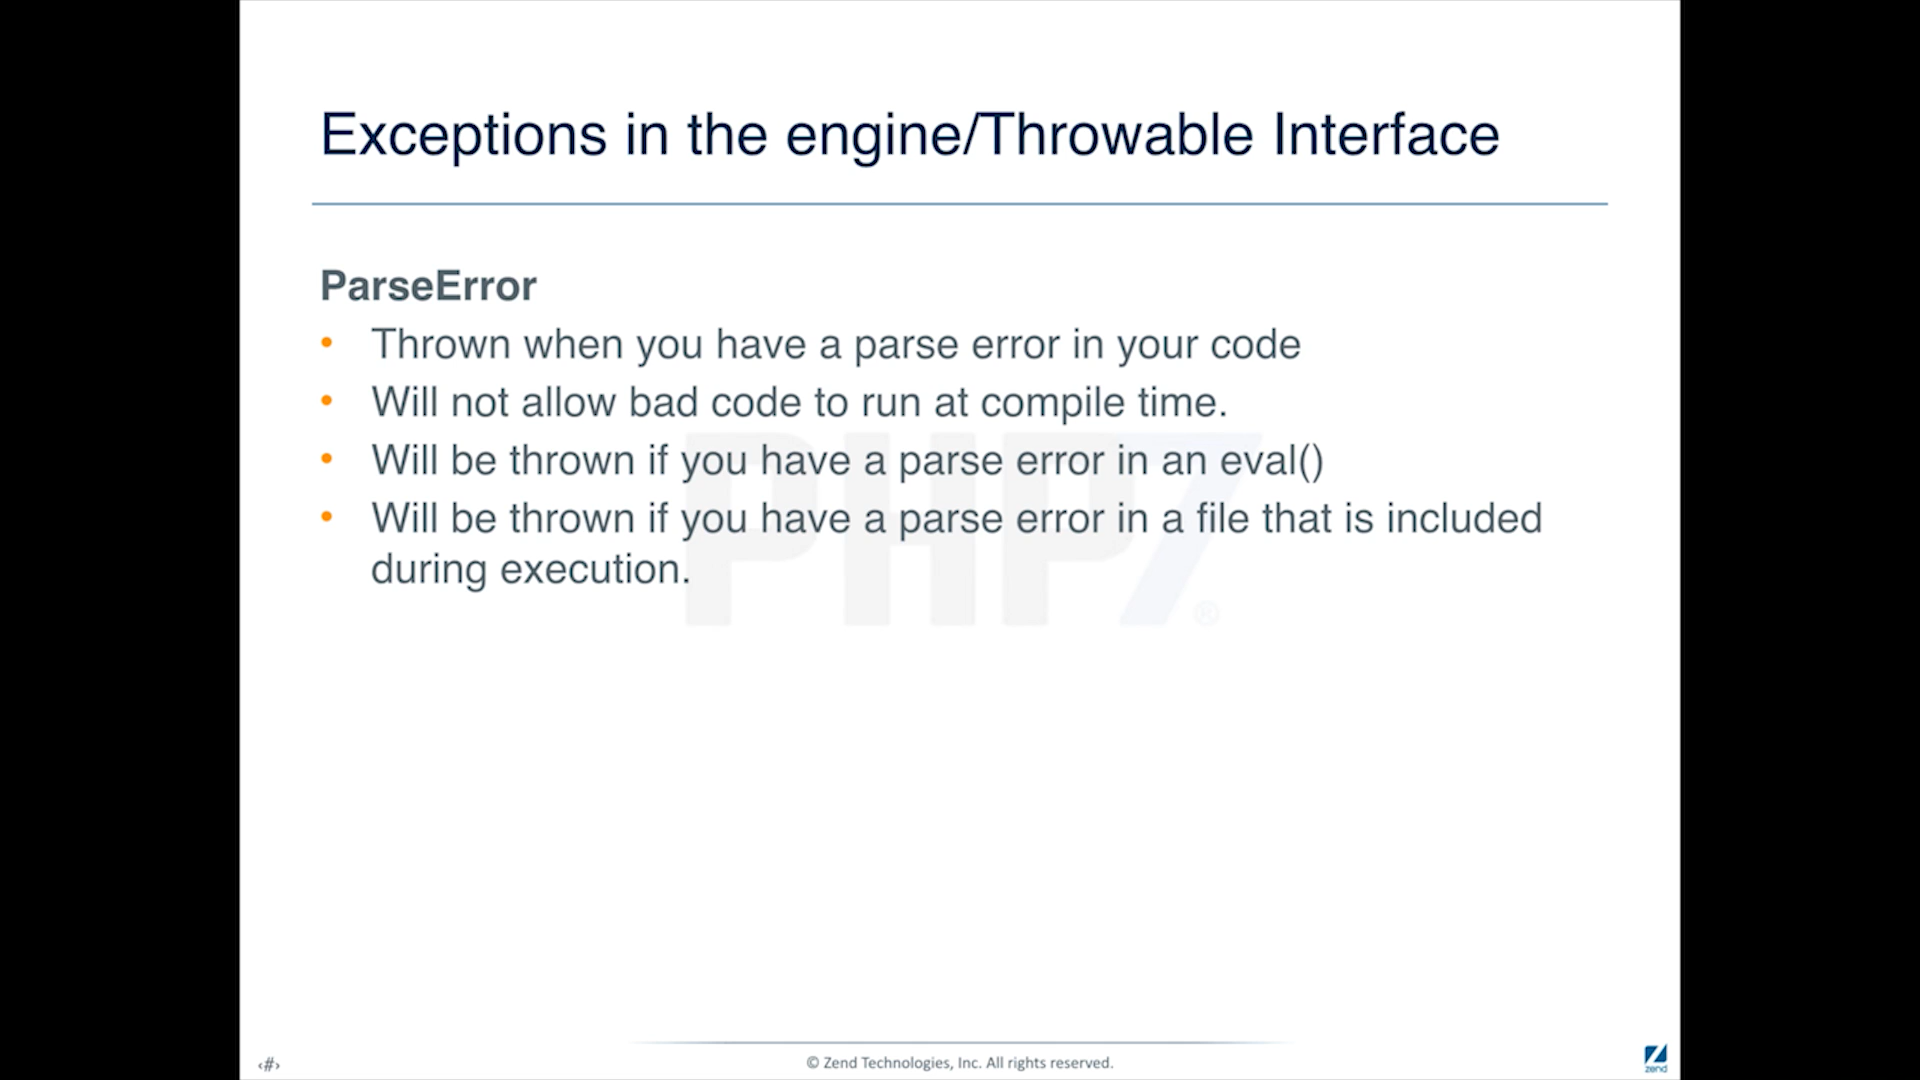 Exceptions in the engine/Throwable Interface
ParseError
• Thrown when you have a parse error in your code
• Will not allow bad code to run at compile time.
• Will be thrown if you have a parse error in an eval()
• Will be thrown if you have a parse error in a file that is included
during execution.
PHP7®
‹#›
© Zend Technologies, Inc. All rights reserved.
zend